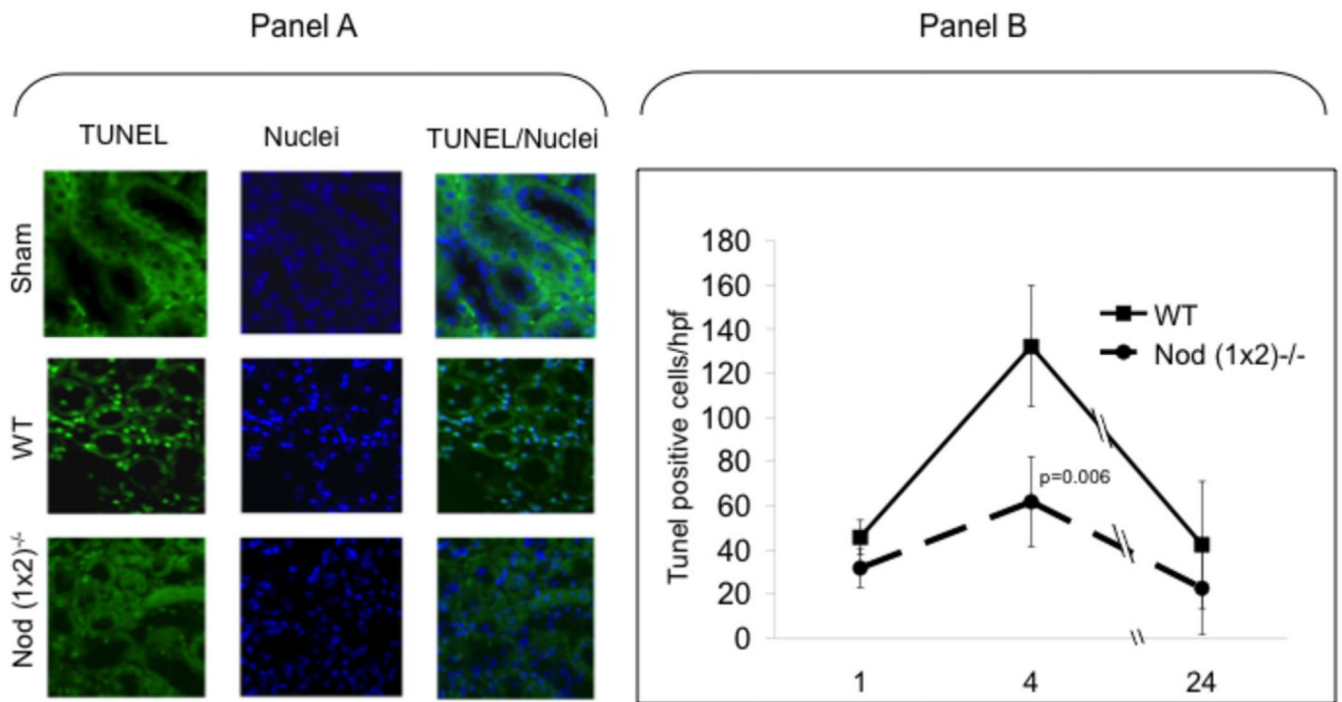 Panel A
TUNEL
Nuclei
TUNEL/Nuclei
Sham
WT
Nod (1x2)-/-
Panel B
Tunel positive cells/hpf
180
160
140
120
100
80
60
40
20
0
1
4
24
WT
Nod (1x2)-/-
p=0.006